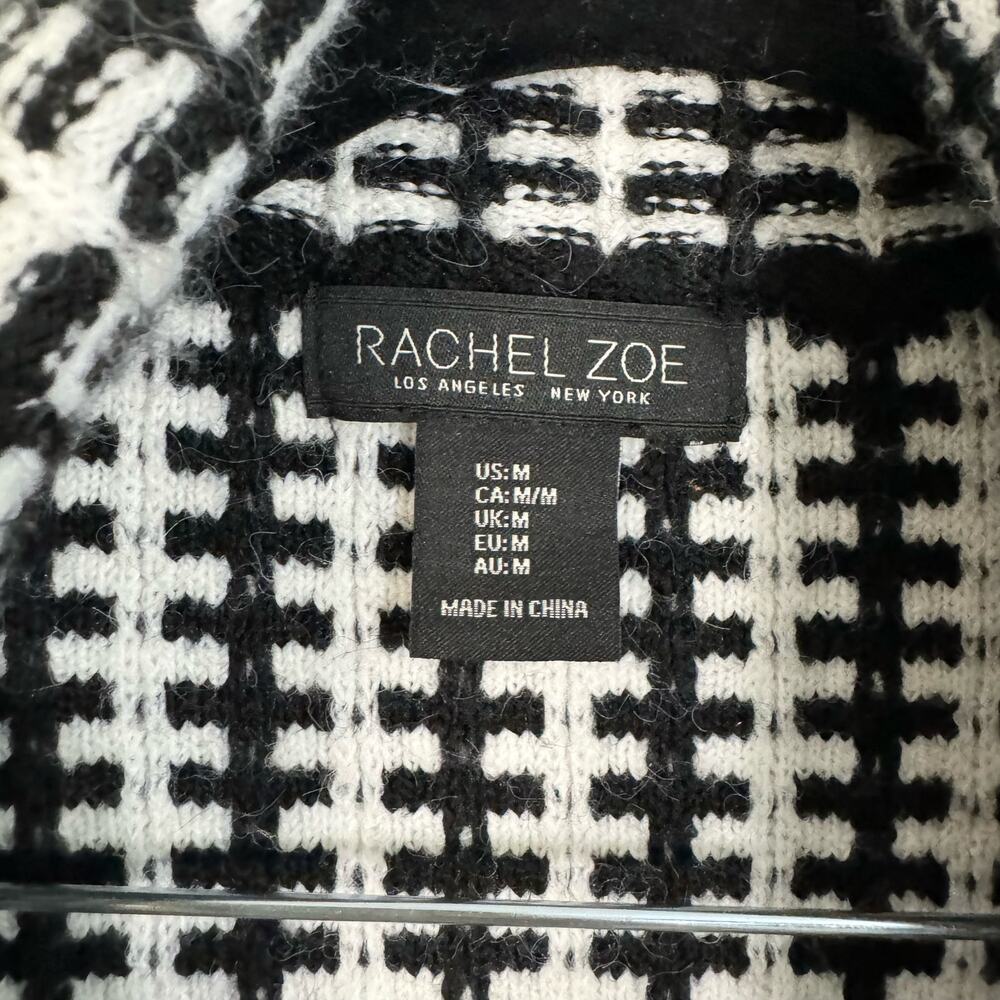 RACHEL ZOE
LOS ANGELES NEW YORK
US:M
CA:M/M
UK:M
EU:M
AU:M
MADE IN CHINA